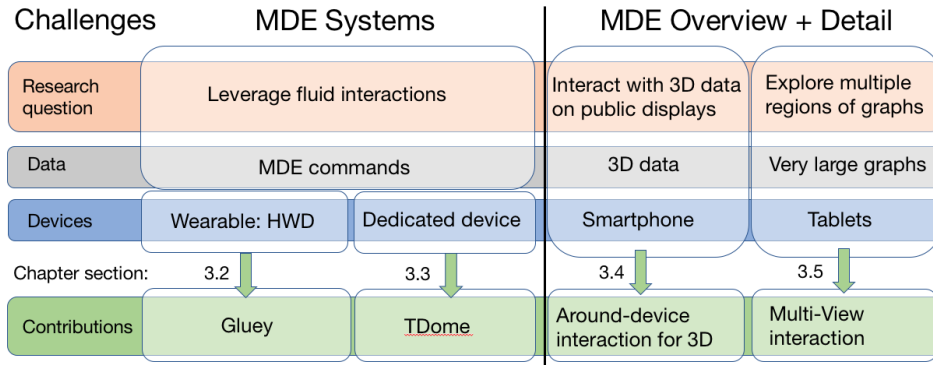 Challenges
MDE Systems
MDE Overview + Detail
Research
question
Leverage fluid interactions
Interact with 3D data
on public displays
Explore multiple
regions of graphs
Data
MDE commands
3D data
Very large graphs
Devices
Wearable: HWD
Dedicated device
Smartphone
Tablets
Chapter section:
3.2
3.3
3.4
3.5
Contributions
Gluey
TDome
Around-device
interaction for 3D
Multi-View
interaction